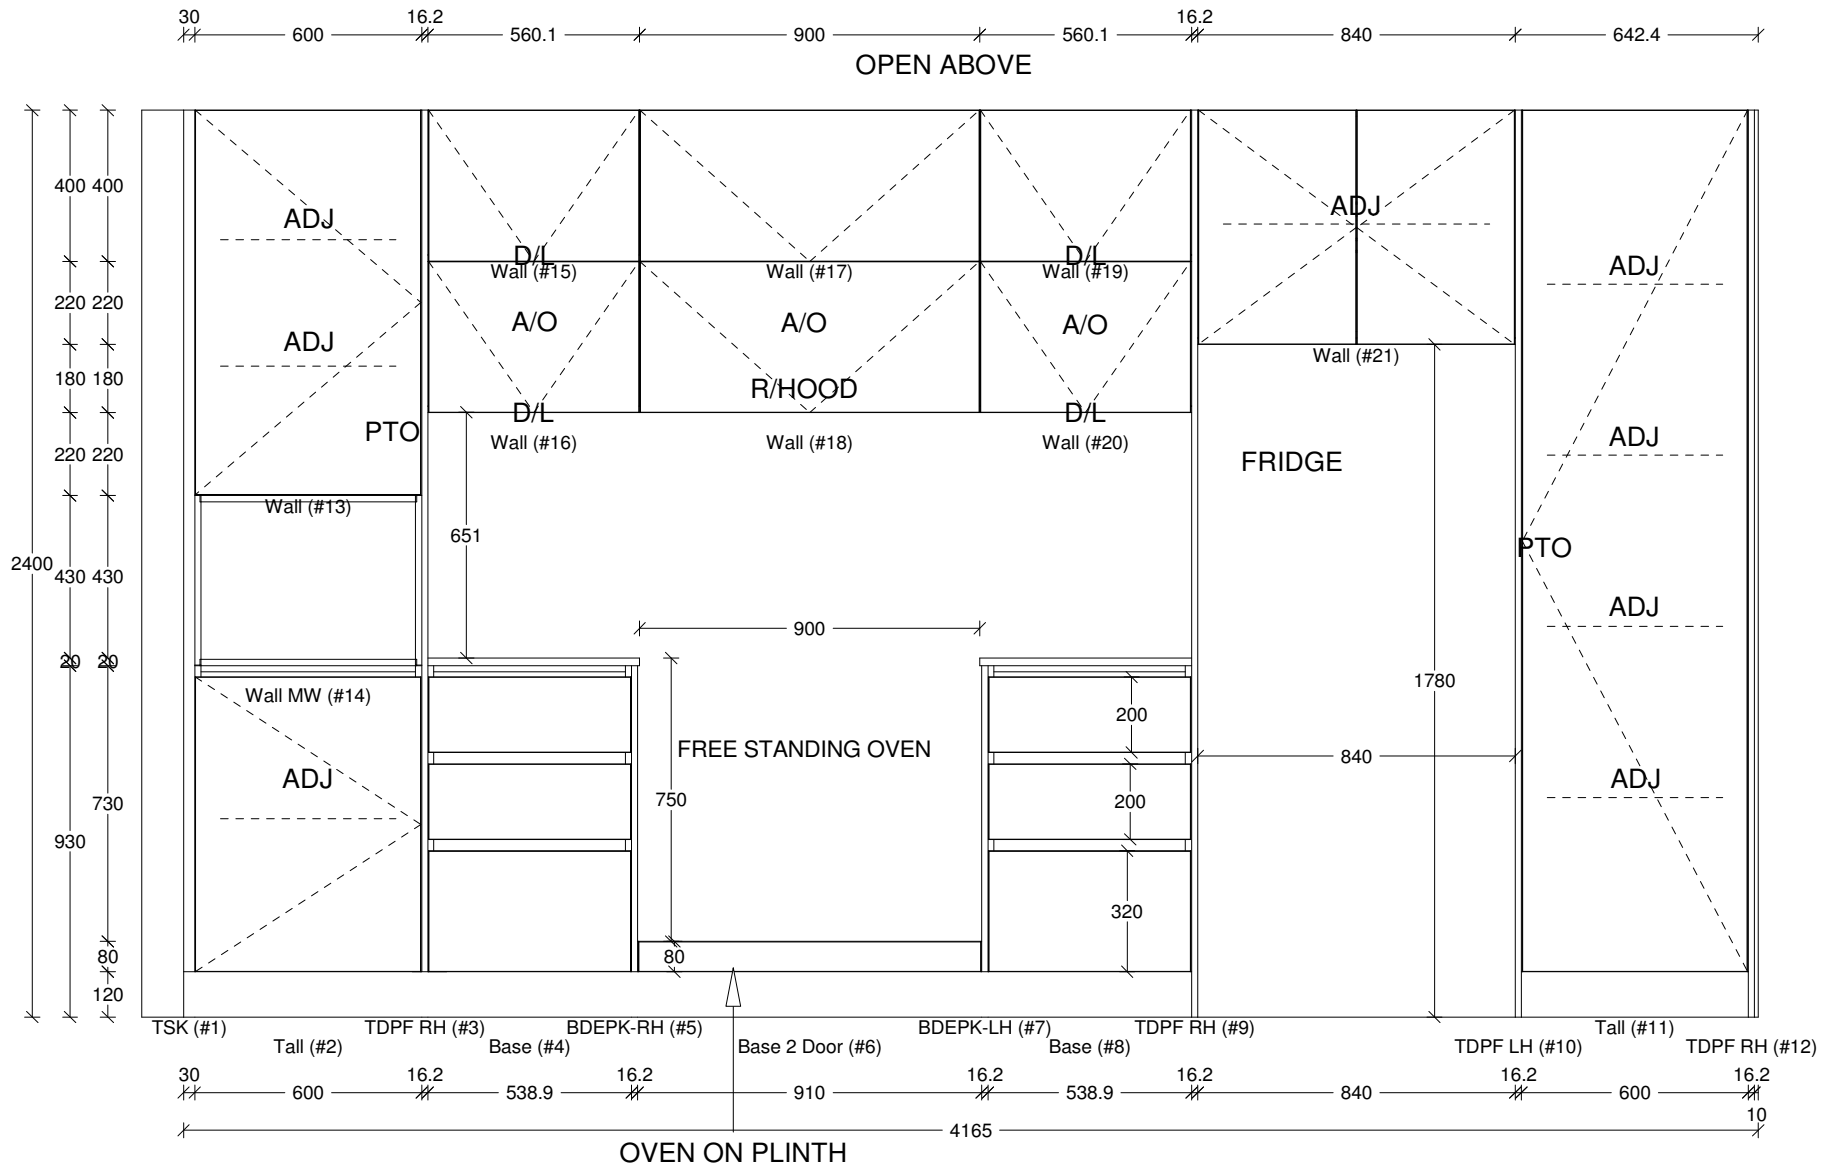 30 16.2 16.2
600 560.1 900 560.1 840 642.4
OPEN ABOVE
400 400
ADJ
ADJ
D/L
D/L
Wall (#15)
Wall (#17)
Wall (#19)
ADJ
220 220
A/O
A/O
A/O
ADJ
Wall (#21)
180 180
R/HOOD
D/L
D/L
PTO
Wall (#16)
Wall (#18)
Wall (#20)
ADJ
220 220
FRIDGE
Wall (#13)
651
2400
430 430
PTO
ADJ
900
20 20
Wall MW (#14)
1780
200
FREE STANDING OVEN
840
ADJ
ADJ
750
200
730
930
320
80
80
120
TSK (#1) TDPF RH (#3) BDEPK-RH (#5) BDEPK-LH (#7) TDPF RH (#9) Tall (#11)
Tall (#2) Base (#4) Base 2 Door (#6) Base (#8) TDPF LH (#10) TDPF RH (#12)
30 16.2 16.2 16.2 16.2 16.2 16.2
600 538.9 910 538.9 840 600
10
4165
OVEN ON PLINTH